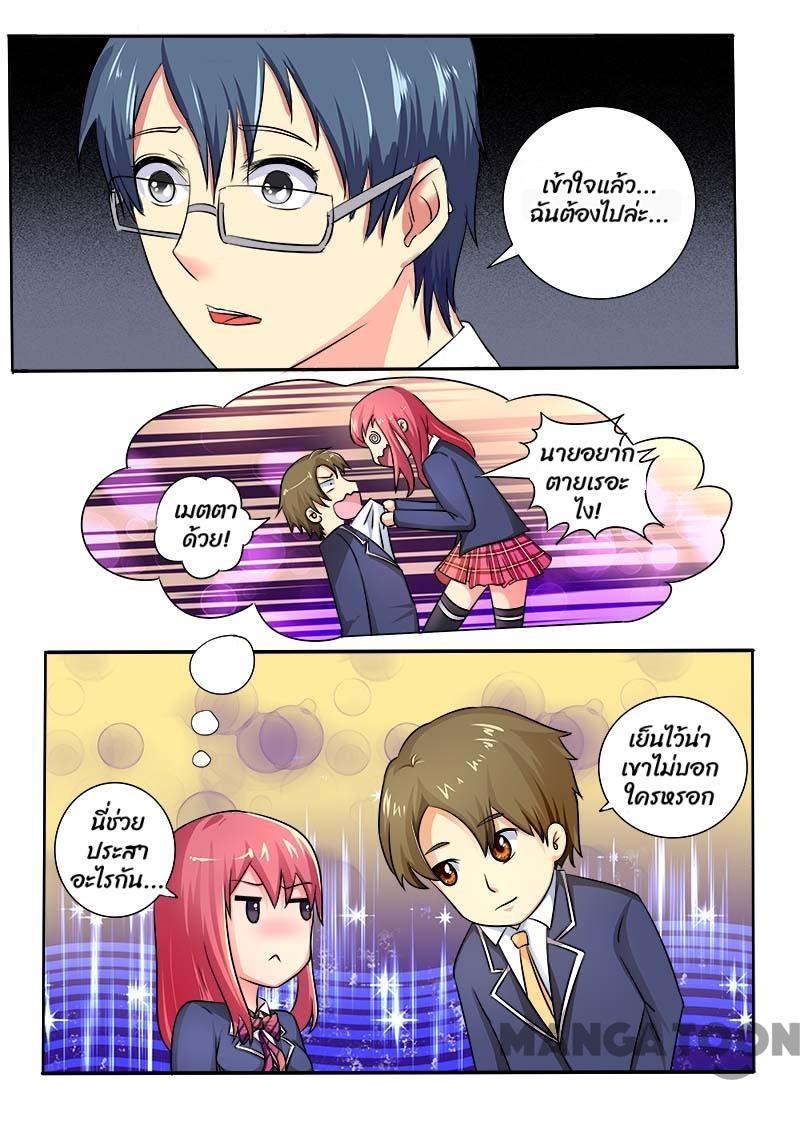 เข้าใจแล้ว...
ฉันต้องไปล่ะ...
นายอยาก
ตายเรอะ
ไง!
เมตตา
ด้วย!
เย็นไว้น่า
เขาไม่บอก
ใครหรอก
นี่ช่วย
ประสา
อะไรกัน...
MANGATOON